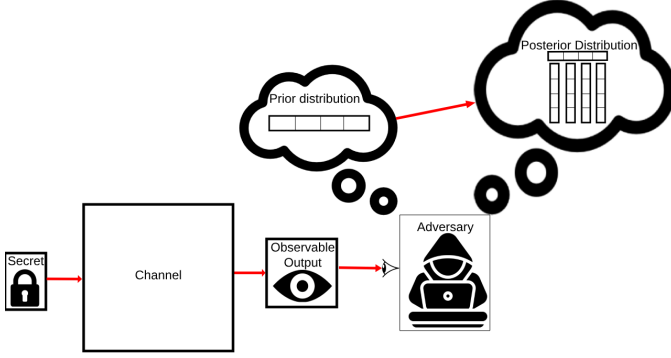 Posterior Distribution
Prior distribution
Adversary
Secret
Channel
Observable
Output